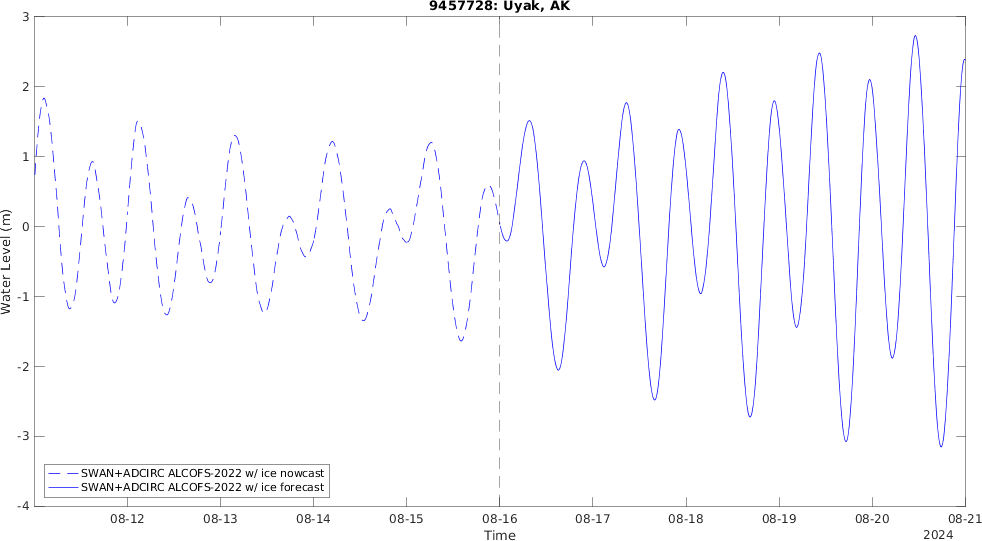 9457728: Uyak, AK
3
2
1
0
-1
-2
-3
-4
Water Level (m)
SWAN+ADCIRC ALCOFS-2022 w/ ice nowcast
SWAN+ADCIRC ALCOFS-2022 w/ ice forecast
08-12 08-13 08-14 08-15 08-16 08-17 08-18 08-19 08-20 08-21
Time
2024